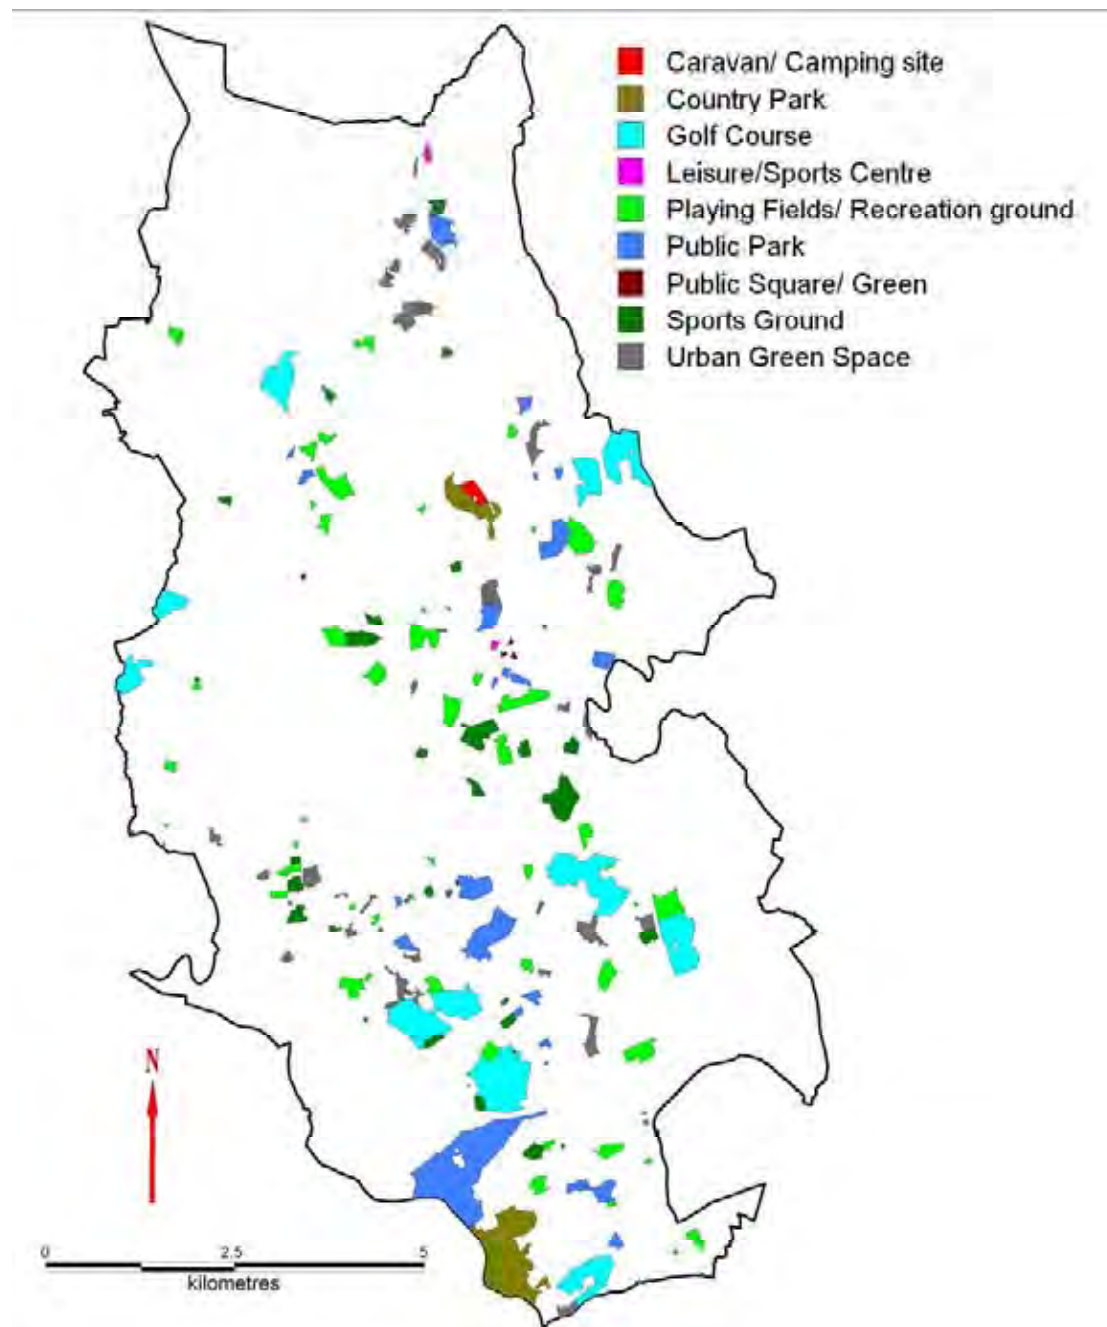 Caravan/ Camping site
Country Park
Golf Course
Leisure/Sports Centre
Playing Fields/ Recreation ground
Public Park
Public Square/ Green
Sports Ground
Urban Green Space
N
0 2.5 5
kilometres